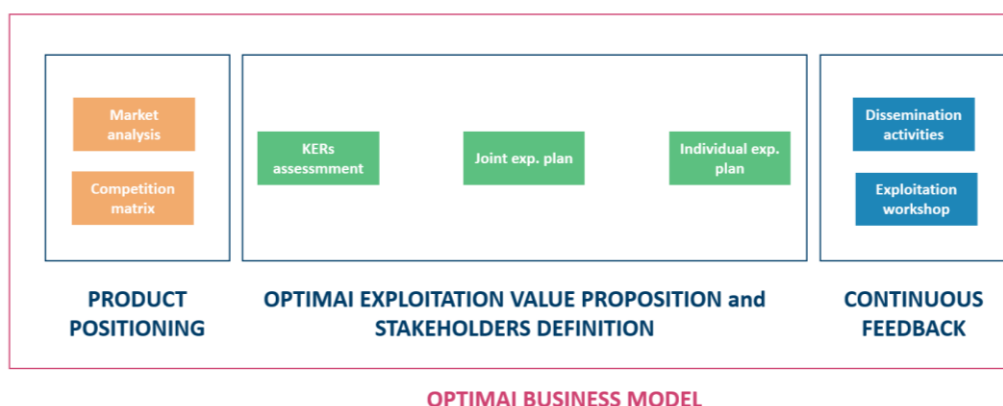 Market
analysis
Competition
matrix
KERs
assessmment
Joint exp. plan
Individual exp.
plan
Dissemination
activities
Exploitation
workshop
PRODUCT
POSITIONING
OPTIMAI EXPLOITATION VALUE PROPOSITION and
STAKEHOLDERS DEFINITION
CONTINUOUS
FEEDBACK
OPTIMAI BUSINESS MODEL